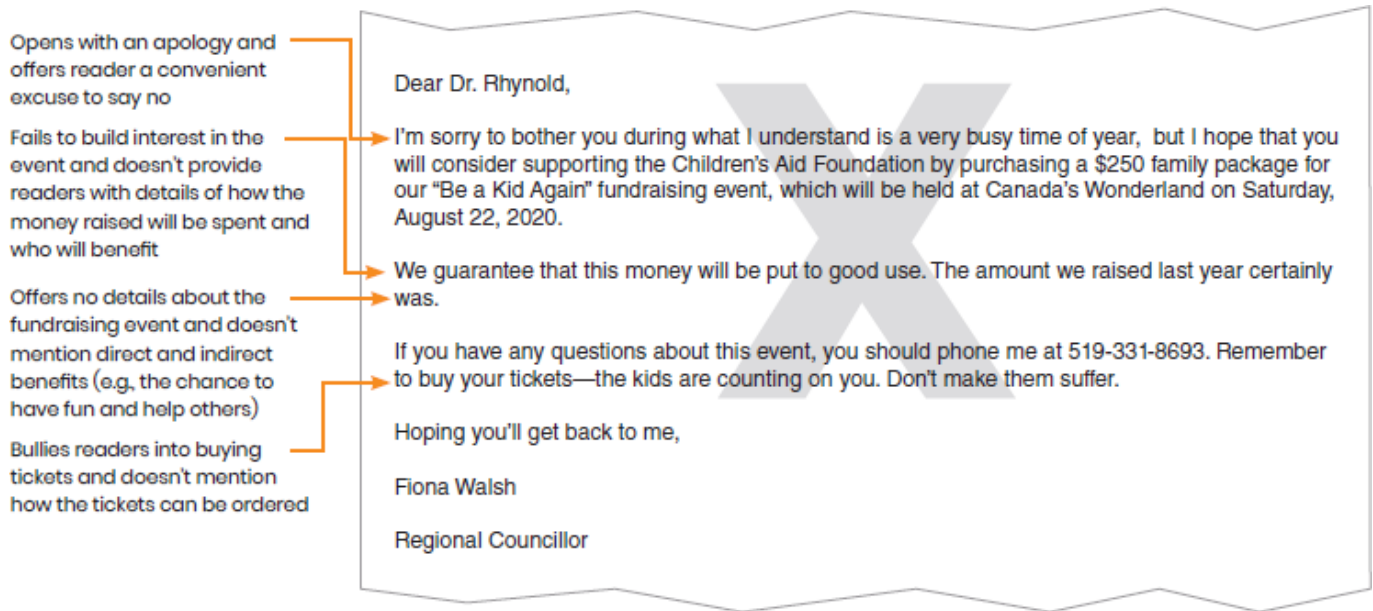 Opens with an apology and
offers reader a convenient
excuse to say no
Fails to build interest in the
event and doesn't provide
readers with details of how the
money raised will be spent and
who will benefit
Offers no details about the
fundraising event and doesn't
mention direct and indirect
benefits (e.g., the chance to
have fun and help others)
Bullies readers into buying
tickets and doesn't mention
how the tickets can be ordered
X
Dear Dr. Rhynold,
I'm sorry to bother you during what I understand is a very busy time of year, but I hope that you
will consider supporting the Children's Aid Foundation by purchasing a $250 family package for
our “Be a Kid Again” fundraising event, which will be held at Canada's Wonderland on Saturday,
August 22, 2020.
We guarantee that this money will be put to good use. The amount we raised last year certainly
was.
If you have any questions about this event, you should phone me at 519-331-8693. Remember
to buy your tickets—the kids are counting on you. Don't make them suffer.
Hoping you'll get back to me,
Fiona Walsh
Regional Councillor